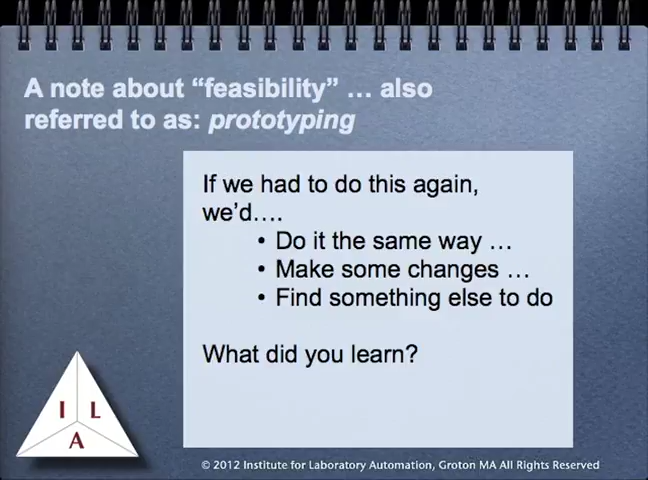 A note about “feasibility” … also
referred to as: prototyping
If we had to do this again,
we’d….
• Do it the same way …
• Make some changes …
• Find something else to do
What did you learn?
I L
A
© 2012 Institute for Laboratory Automation, Groton MA All Rights Reserved